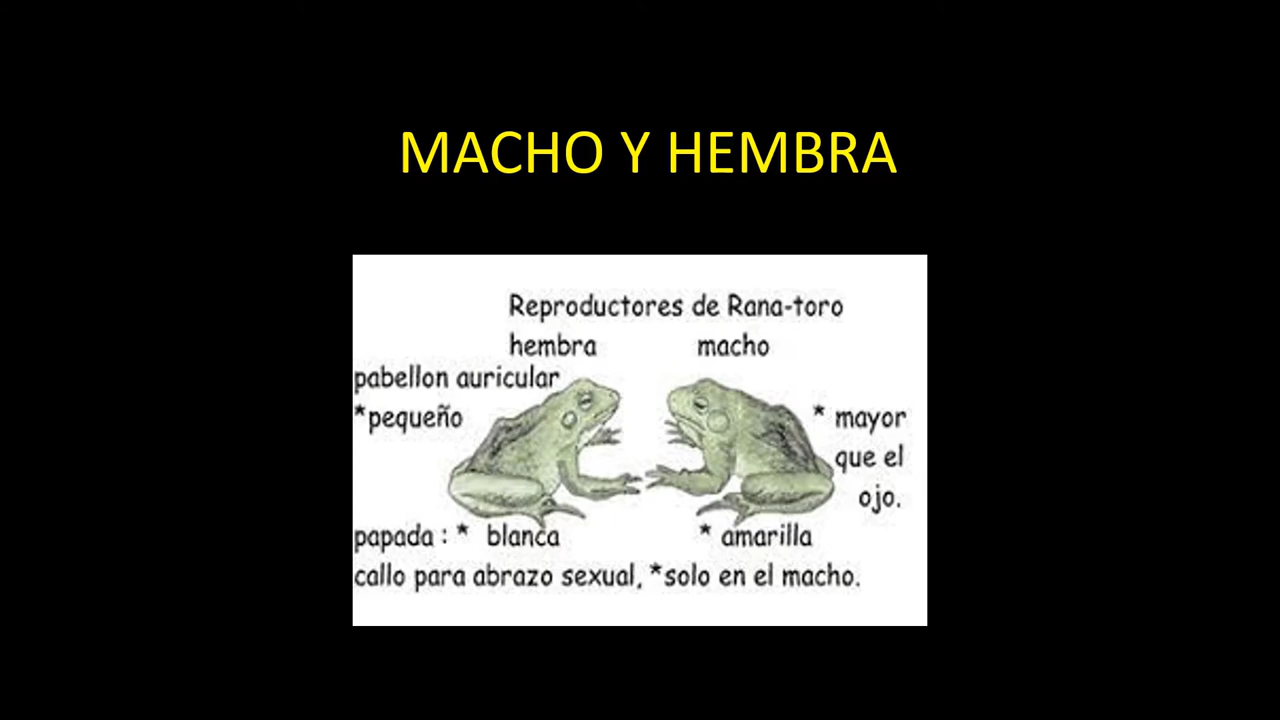 MACHO Y HEMBRA
Reproductores de Rana-toro
hembra macho
pabellon auricular
*pequeño * mayor
que el
ojo.
papada : * blanca * amarilla
callo para abrazo sexual, *solo en el macho.